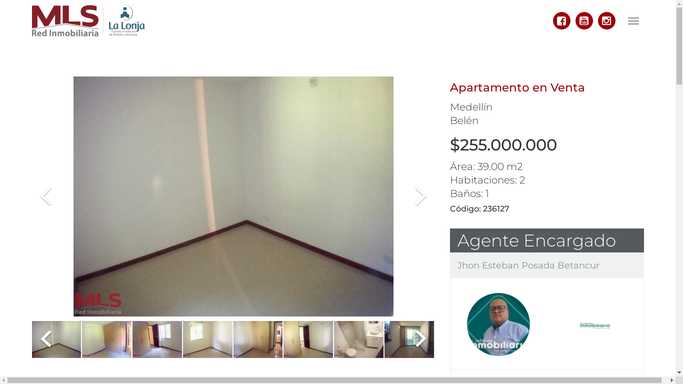 MLS
Red Inmobiliaria
La Lonja
Apartamento en Venta
Medellín
Belén
$255.000.000
Área: 39.00 m2
Habitaciones: 2
Baños: 1
Código: 236127
MLS
Red Inmobiliaria
Agente Encargado
Jhon Esteban Posada Betancur